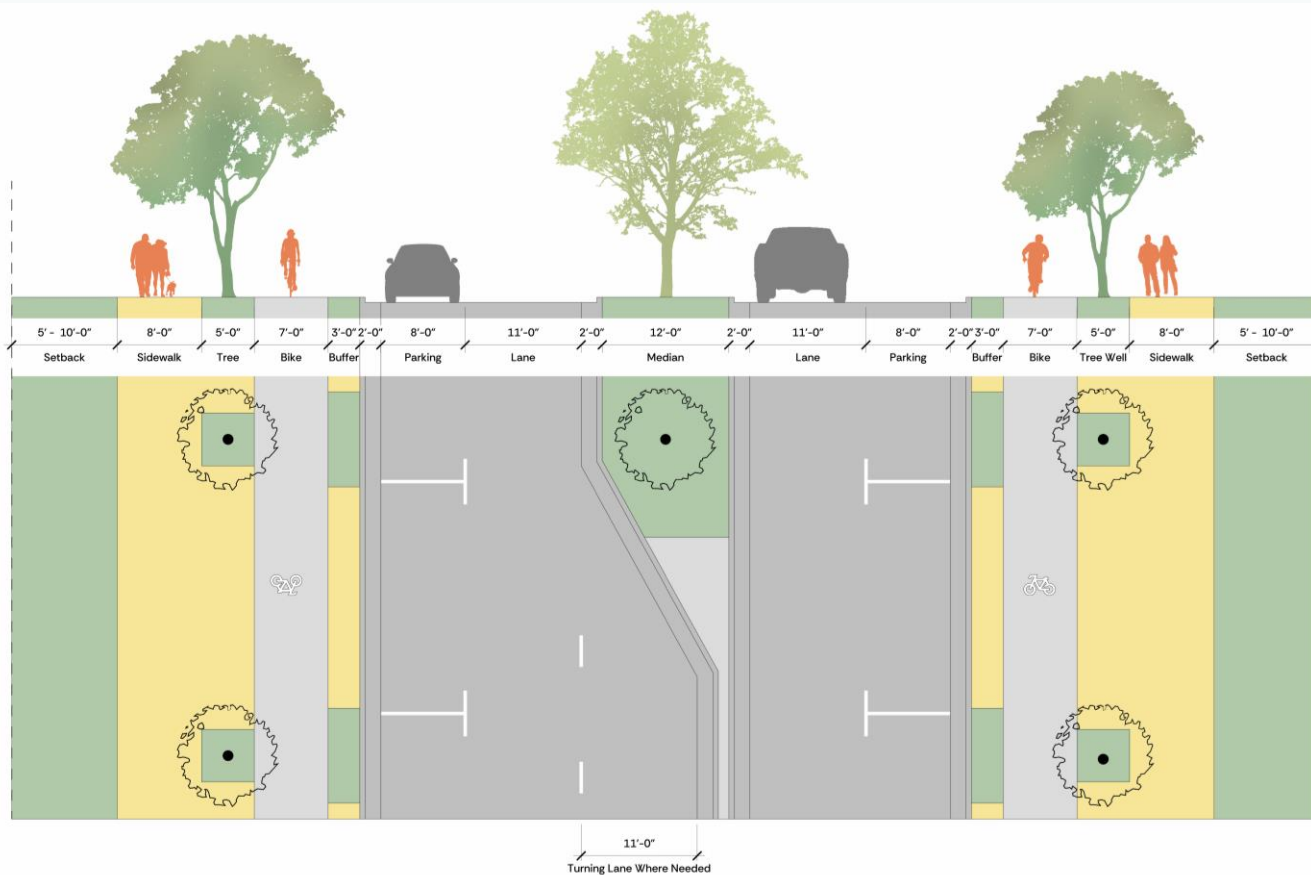 5' - 10'-0" 8'-0" 5'-0" 7'-0" 3'-0" 2'-0" 8'-0" 11'-0" 2'-0" 12'-0" 2'-0" 11'-0" 8'-0" 2'-0" 3'-0" 7'-0" 5'-0" 8'-0" 5' - 10'-0"
Setback Sidewalk Tree Bike Buffer Parking Lane Median Lane Parking Buffer Bike Tree Well Sidewalk Setback
11'-0"
Turning Lane Where Needed